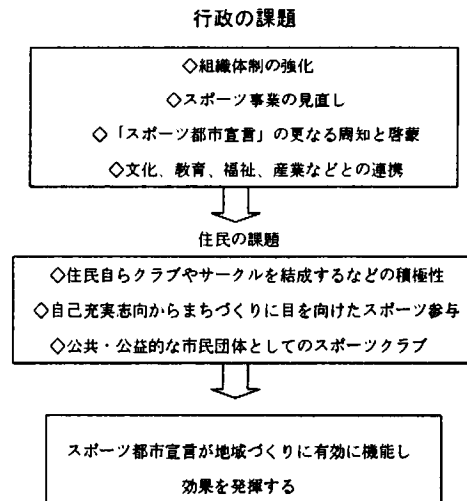 行政の課題
◇組織体制の強化
◇スポーツ事業の見直し
◇「スポーツ都市宣言」の更なる周知と啓蒙
◇文化、教育、福祉、産業などとの連携
住民の課題
◇住民自らクラブやサークルを結成するなどの積極性
◇自己充実志向からまちづくりに目を向けたスポーツ参与
◇公共・公益的な市民団体としてのスポーツクラブ
スポーツ都市宣言が地域づくりに有効に機能し
効果を発揮する